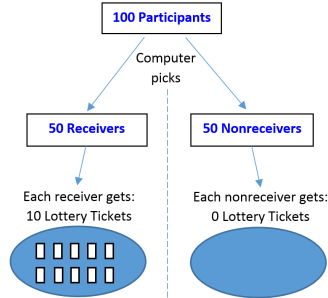 100 Participants
Computer
picks
50 Receivers
50 Nonreceivers
Each receiver gets:
10 Lottery Tickets
Each nonreceiver gets:
0 Lottery Tickets